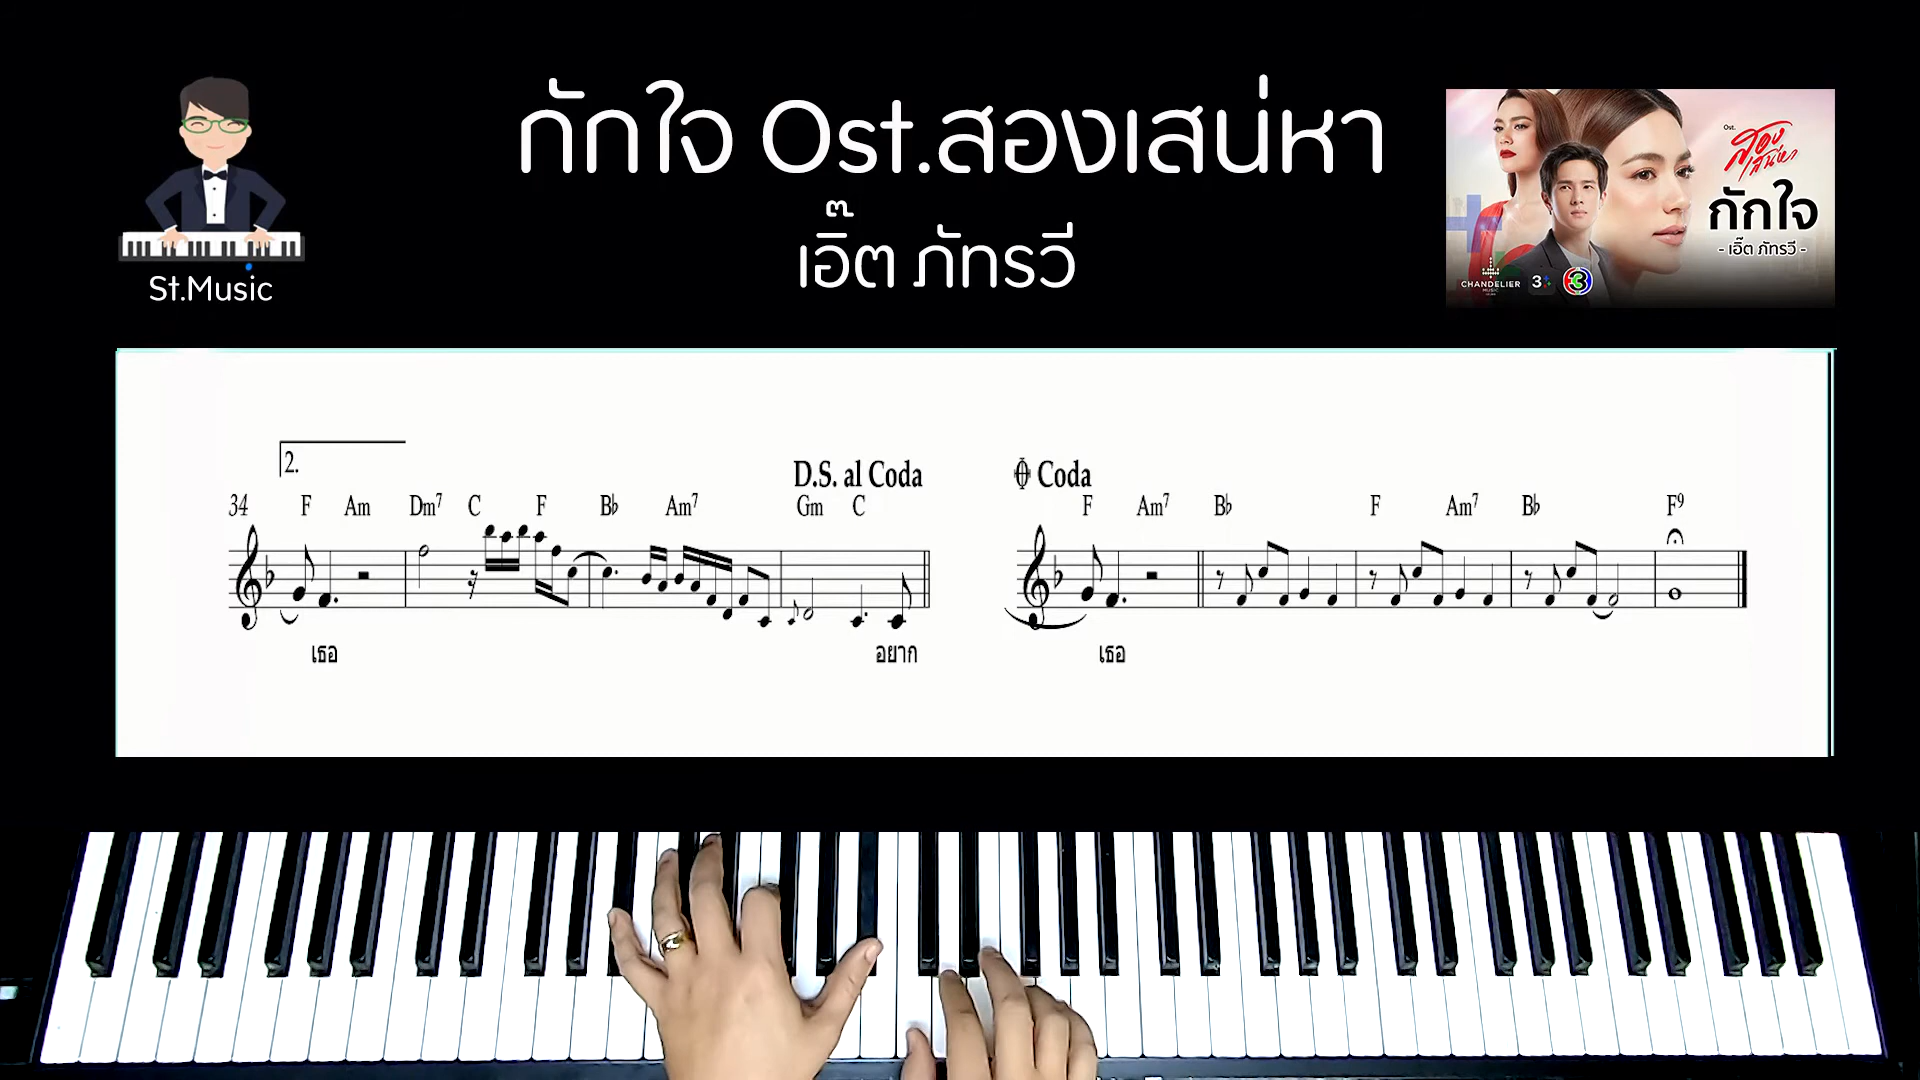 กักใจ Ost.สองเสน่หา
เอิ๊ต ภัทรวี
St.Music
Ost.
สองเสน่หา
กักใจ
- เอิ๊ต ภัทรวี -
CHANDELIER
MUSIC
3+
3
2.
D.S. al Coda
Coda
34 F Am Dm7 C F B♭ Am7 Gm C F Am7 B♭ F Am7 B♭ F9
เธอ อยาก เธอ